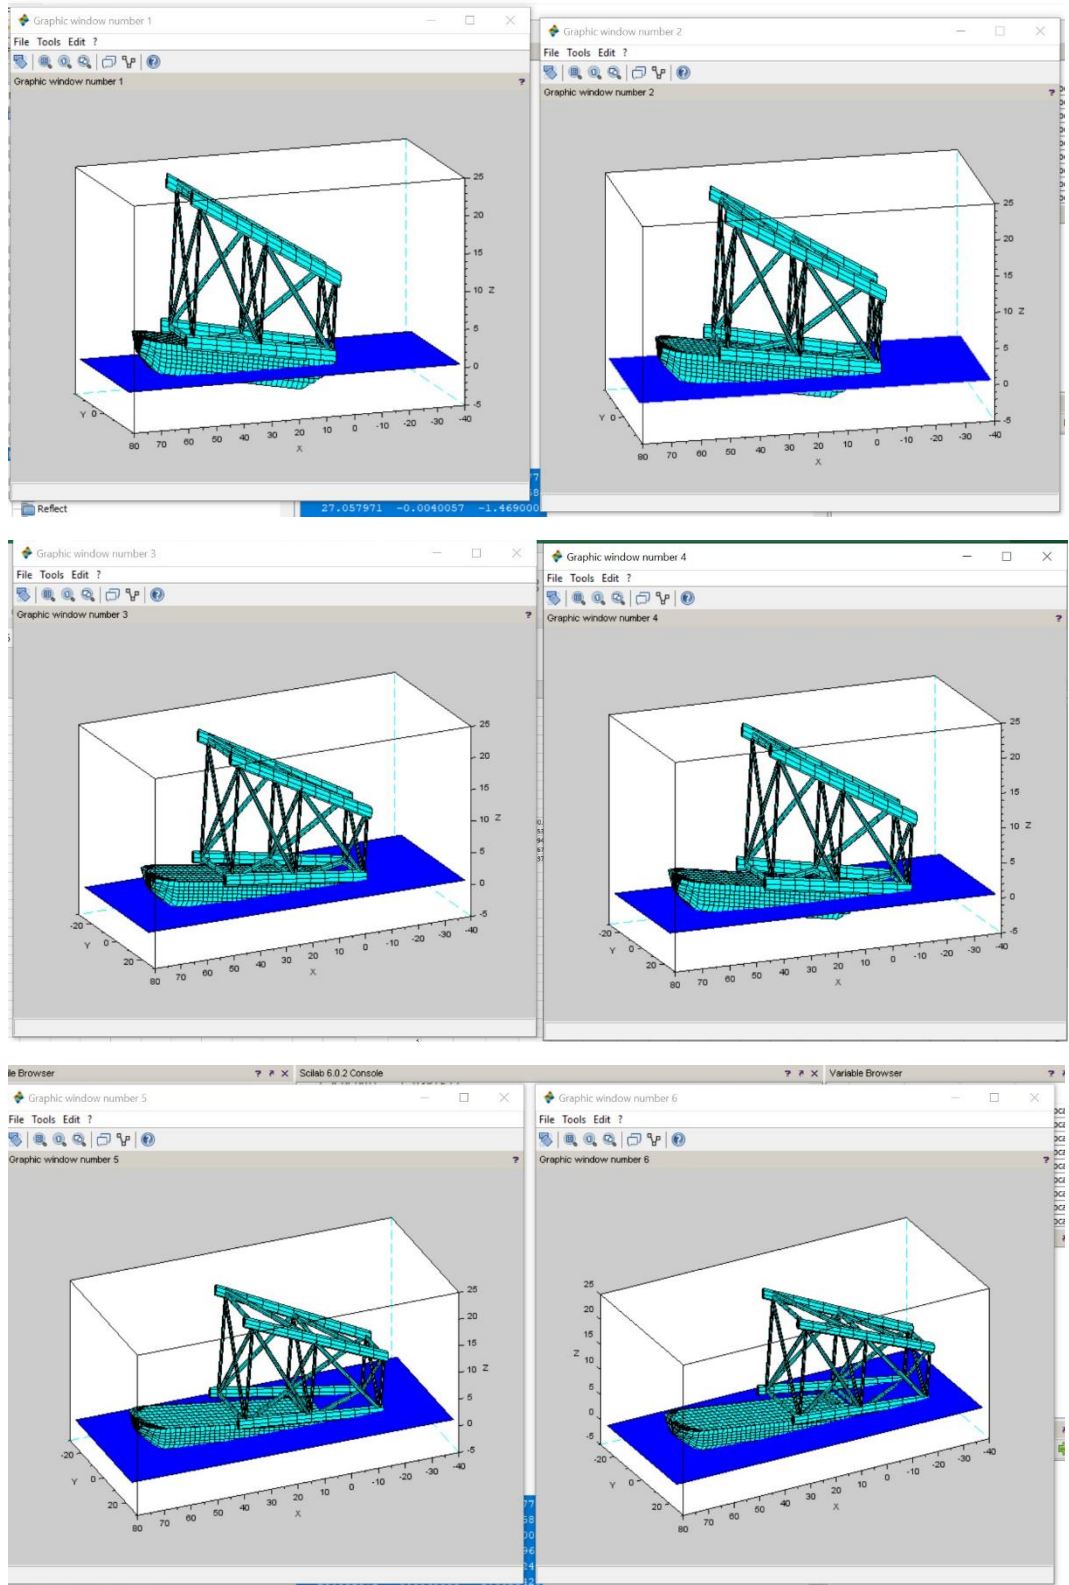 Graphic window number 1
File Tools Edit ?
Graphic window number 1 ?
25
20
15
10 Z
5
0
-5
Y 0
80 70 60 50 40 30 20 10 0 -10 -20 -30 -40
X
Reflect
27.057971 -0.0040057 -1.469000
Graphic window number 2
File Tools Edit ?
Graphic window number 2 ?
25
20
15
10 Z
5
0
-5
Y 0
80 70 60 50 40 30 20 10 0 -10 -20 -30 -40
X
Graphic window number 3
File Tools Edit ?
Graphic window number 3 ?
25
20
15
10 Z
5
0
-5
-20
Y 0
20
80 70 60 50 40 30 20 10 0 -10 -20 -30 -40
X
Graphic window number 4
File Tools Edit ?
Graphic window number 4 ?
25
20
15
10 Z
5
0
-5
-20
Y 0
20
80 70 60 50 40 30 20 10 0 -10 -20 -30 -40
X
le Browser ? Scilab 6.0.2 Console ? Variable Browser ?
Graphic window number 5
File Tools Edit ?
Graphic window number 5 ?
25
20
15
Z
10
5
0
-5
-20
Y 0
20
80 70 60 50 40 30 20 10 0 -10 -20 -30 -40
X
Graphic window number 6
File Tools Edit ?
Graphic window number 6 ?
25
20
15
Z
10
5
0
-5
-20
Y 0
20
80 70 60 50 40 30 20 10 0 -10 -20 -30 -40
X